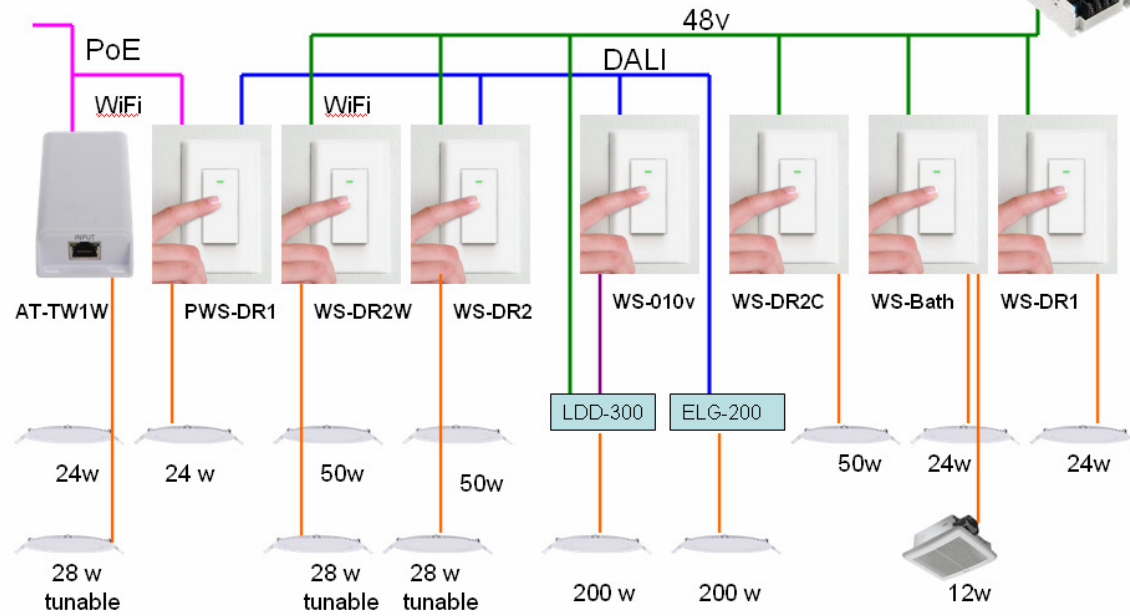 48v
PoE
DALI
WiFi
WiFi
INPUT
AT-TW1W
PWS-DR1
WS-DR2W
WS-DR2
WS-010v
WS-DR2C
WS-Bath
WS-DR1
LDD-300
ELG-200
24w
24 w
50w
50w
50w
24w
24w
28 w
tunable
28 w
tunable
28 w
tunable
200 w
200 w
12w